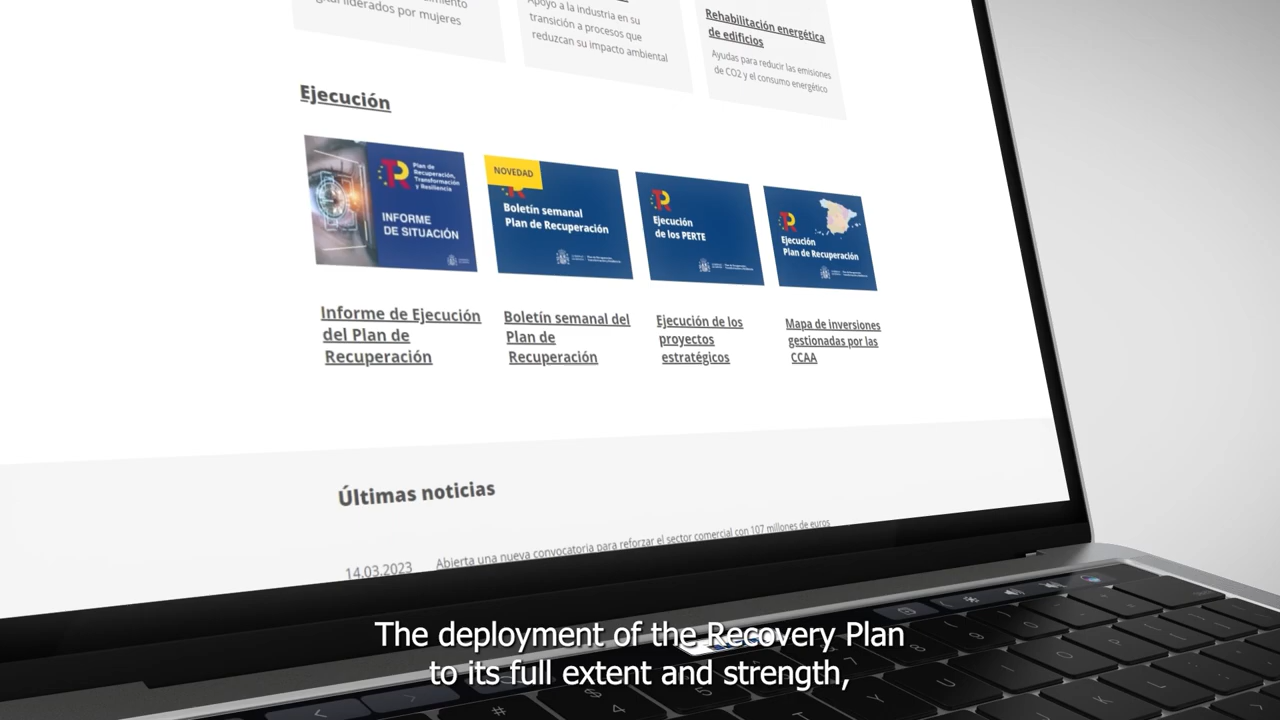 liderados por mujeres
Apoyo a la industria en su
transición a procesos que
reduzcan su impacto ambiental
Rehabilitación energética
de edificios
Ayudas para reducir las emisiones
de CO2 y el consumo energético
Ejecución
Plan de
Recuperación,
Transformación
y Resiliencia
INFORME
DE SITUACIÓN
NOVEDAD
Boletín semanal
Plan de Recuperación
Ejecución
de los PERTE
Ejecución
Plan de Recuperación
Informe de Ejecución
del Plan de
Recuperación
Boletín semanal del
Plan de
Recuperación
Ejecución de los
proyectos
estratégicos
Mapa de inversiones
gestionadas por las
CCAA
Últimas noticias
14.03.2023
Abierta una nueva convocatoria para reforzar el sector comercial con 107 millones de euros
The deployment of the Recovery Plan
to its full extent and strength,